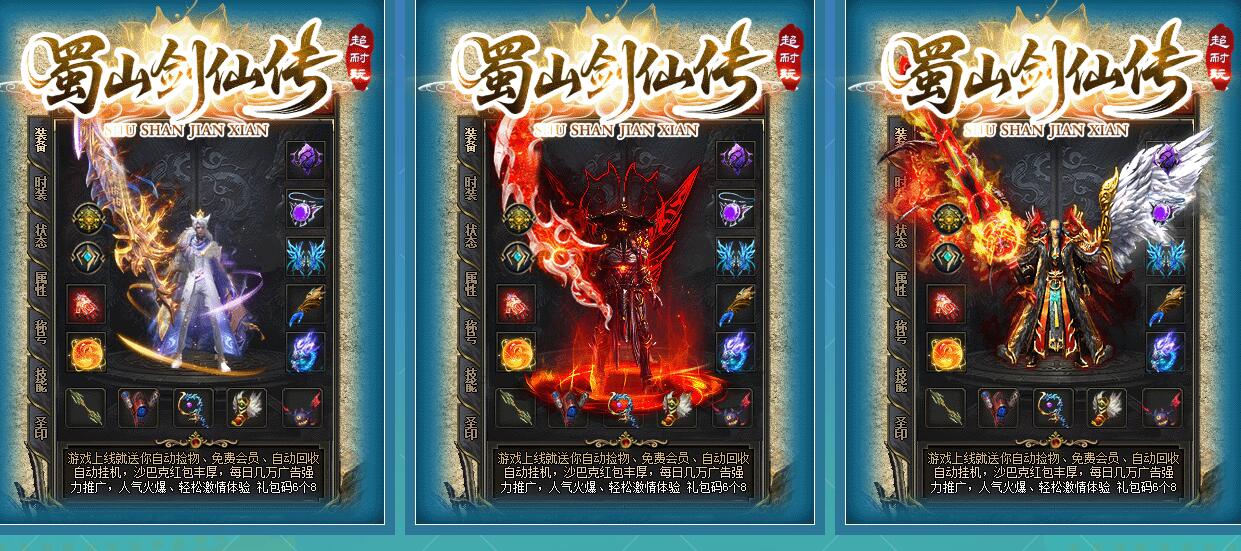 蜀山剑仙传
超耐玩
SHU SHAN JIAN XIAN
装备
时装
状态
属性
称号
技能
圣印
游戏上线就送你自动捡物、免费会员、自动回收
自动挂机，沙巴克红包丰厚，每日几万广告强
力推广，人气火爆、轻松激情体验 礼包码6个8
蜀山剑仙传
超耐玩
SHU SHAN JIAN XIAN
装备
时装
状态
属性
称号
技能
圣印
游戏上线就送你自动捡物、免费会员、自动回收
自动挂机，沙巴克红包丰厚，每日几万广告强
力推广，人气火爆、轻松激情体验 礼包码6个8
蜀山剑仙传
超耐玩
SHU SHAN JIAN XIAN
装备
时装
状态
属性
称号
技能
圣印
游戏上线就送你自动捡物、免费会员、自动回收
自动挂机，沙巴克红包丰厚，每日几万广告强
力推广，人气火爆、轻松激情体验 礼包码6个8